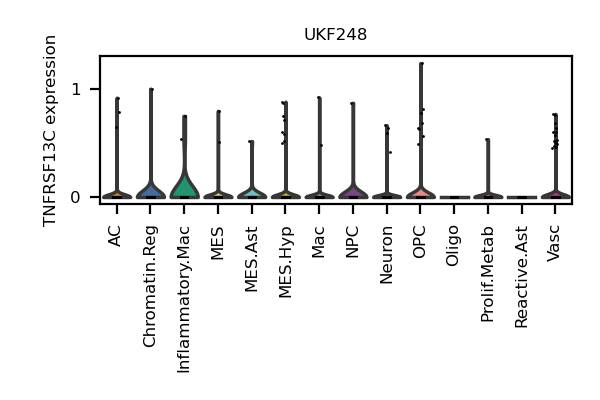 UKF248
TNFRSF13C expression
1
0
AC
Chromatin.Reg
Inflammatory.Mac
MES
MES.Ast
MES.Hyp
Mac
NPC
Neuron
OPC
Oligo
Prolif.Metab
Reactive.Ast
Vasc